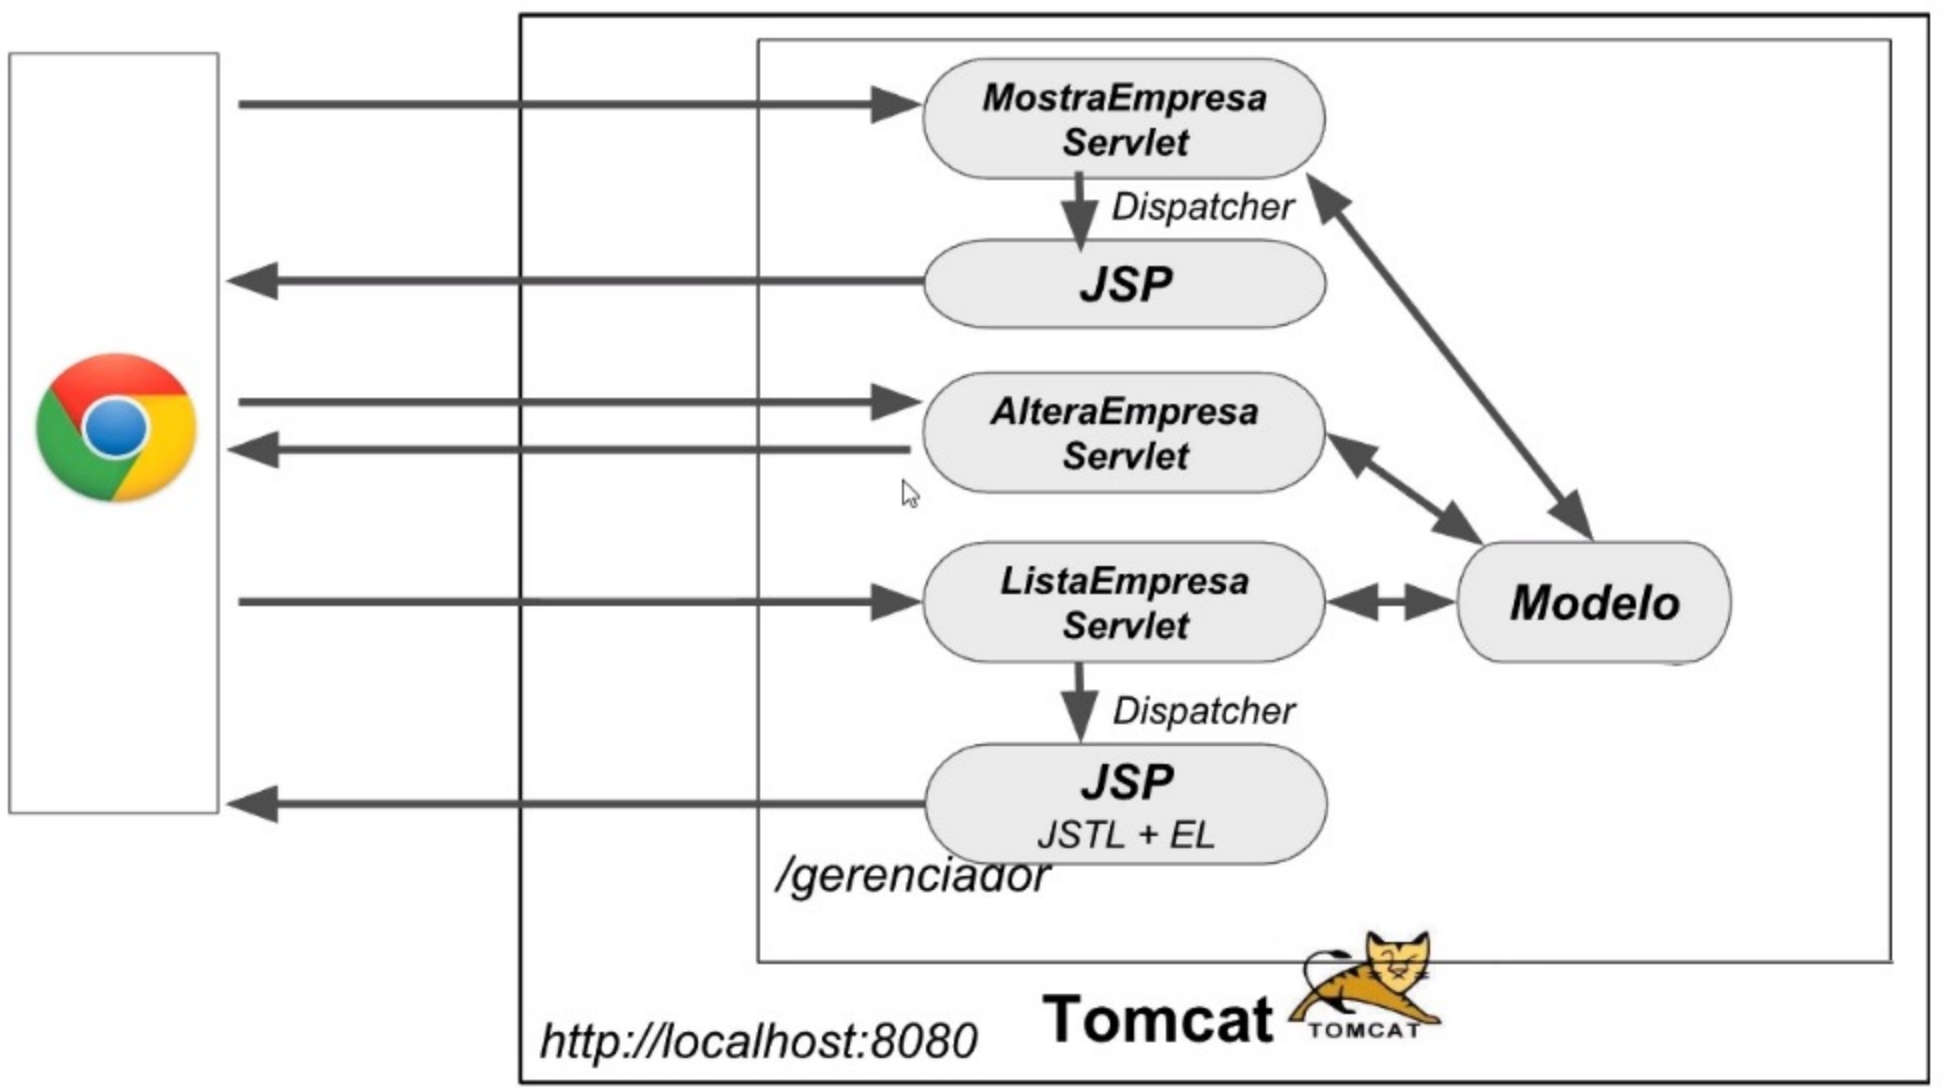 MostraEmpresa
Servlet
Dispatcher
JSP
AlteraEmpresa
Servlet
ListaEmpresa
Servlet
Modelo
Dispatcher
JSP
JSTL + EL
/gerenciador
Tomcat
TOMCAT
http://localhost:8080